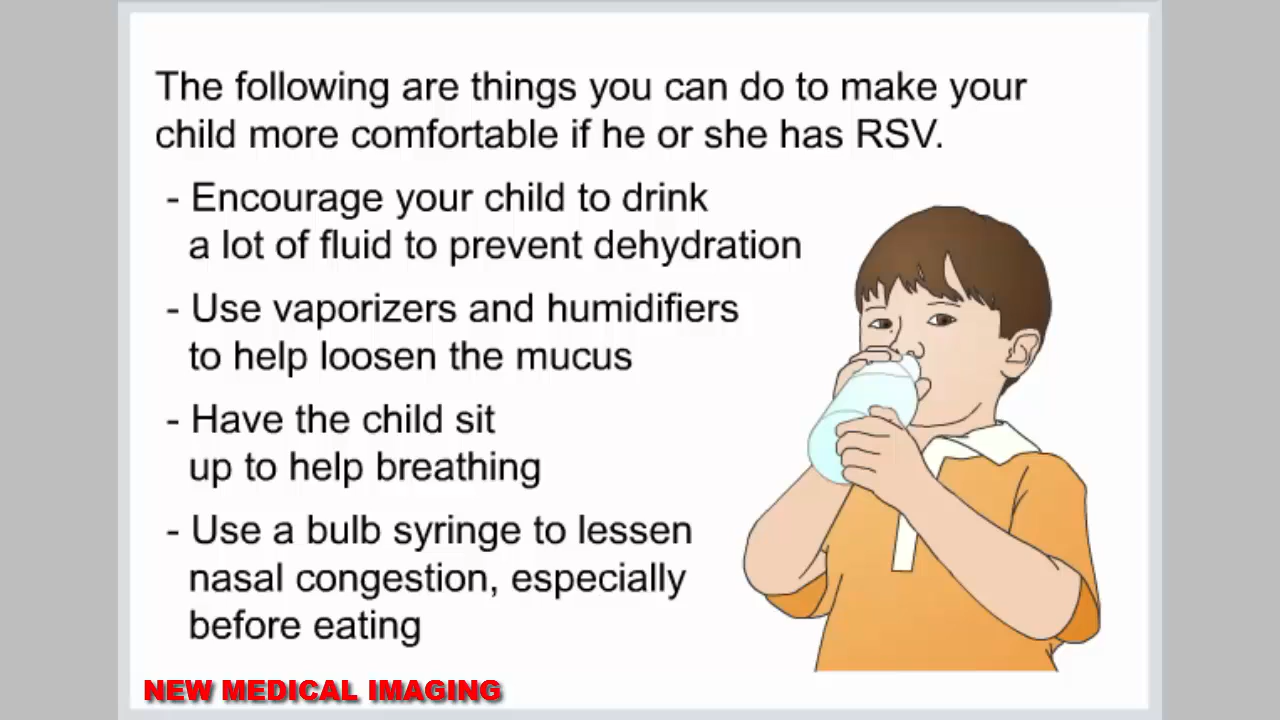 The following are things you can do to make your
child more comfortable if he or she has RSV.
- Encourage your child to drink
a lot of fluid to prevent dehydration
- Use vaporizers and humidifiers
to help loosen the mucus
- Have the child sit
up to help breathing
- Use a bulb syringe to lessen
nasal congestion, especially
before eating
NEW MEDICAL IMAGING